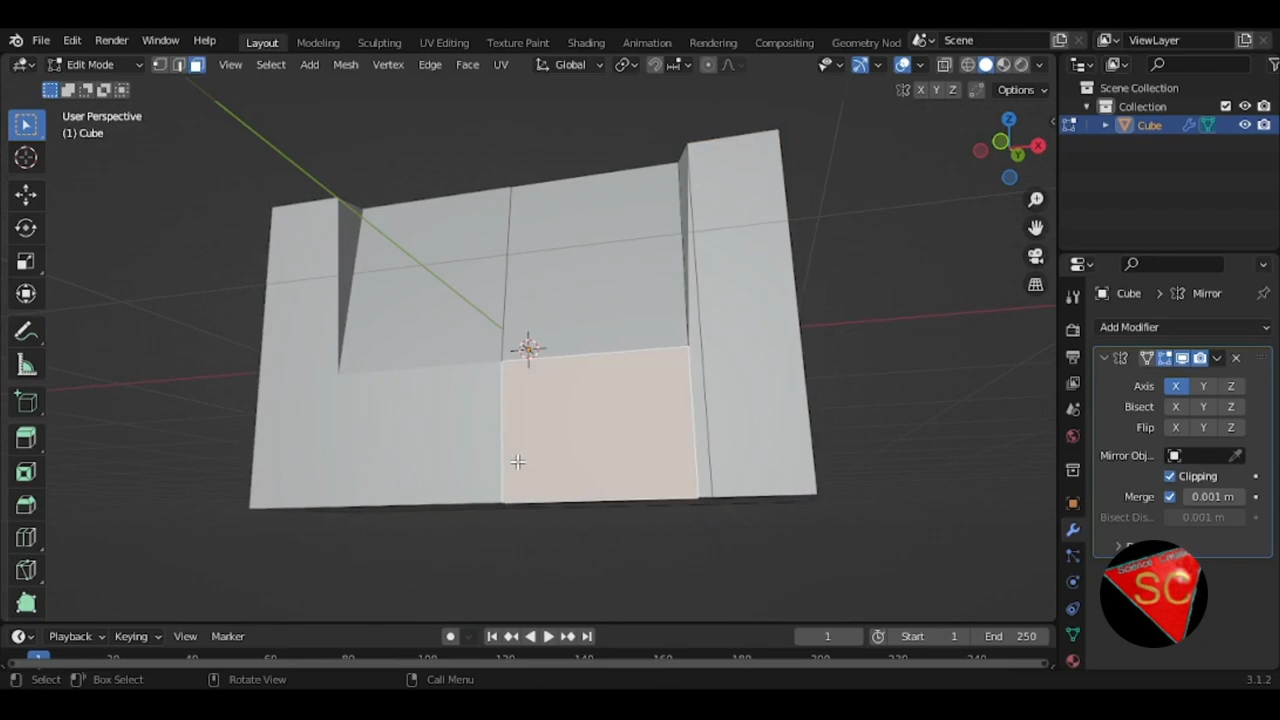 File Edit Render Window Help Layout Modeling Sculpting UV Editing Texture Paint Shading Animation Rendering Compositing Geometry Nod Scene ViewLayer
Edit Mode View Select Add Mesh Vertex Edge Face UV Global
X Y Z Options
Scene Collection
Collection
Cube
User Perspective
(1) Cube
Z
X
Y
Cube > Mirror
Add Modifier
Axis X Y Z
Bisect X Y Z
Flip X Y Z
Mirror Obj...
Clipping
Merge 0.001 m
Bisect Dis... 0.001 m
SC
Playback Keying View Marker 1 Start 1 End 250
1
Select Box Select Rotate View Call Menu 3.1.2